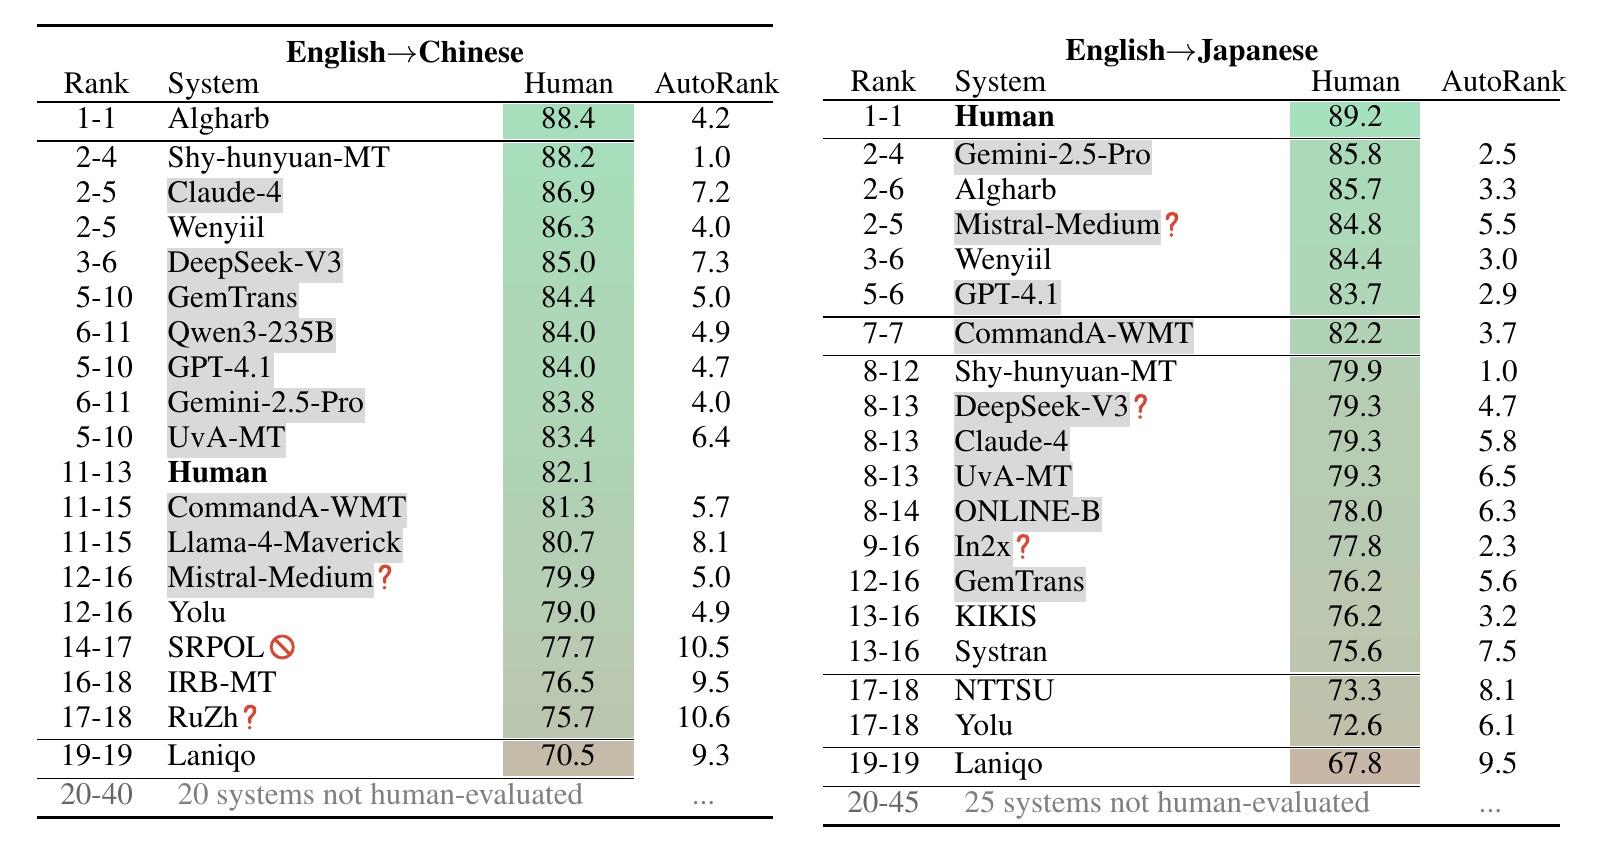 English→Chinese
Rank System Human AutoRank
1-1 Algharb 88.4 4.2
2-4 Shy-hunyuan-MT 88.2 1.0
2-5 Claude-4 86.9 7.2
2-5 Wenyiil 86.3 4.0
3-6 DeepSeek-V3 85.0 7.3
5-10 GemTrans 84.4 5.0
6-11 Qwen3-235B 84.0 4.9
5-10 GPT-4.1 84.0 4.7
6-11 Gemini-2.5-Pro 83.8 4.0
5-10 UvA-MT 83.4 6.4
11-13 Human 82.1
11-15 CommandA-WMT 81.3 5.7
11-15 Llama-4-Maverick 80.7 8.1
12-16 Mistral-Medium? 79.9 5.0
12-16 Yolu 79.0 4.9
14-17 SRPOL 77.7 10.5
16-18 IRB-MT 76.5 9.5
17-18 RuZh? 75.7 10.6
19-19 Laniqo 70.5 9.3
20-40 20 systems not human-evaluated ...
English→Japanese
Rank System Human AutoRank
1-1 Human 89.2
2-4 Gemini-2.5-Pro 85.8 2.5
2-6 Algharb 85.7 3.3
2-5 Mistral-Medium? 84.8 5.5
3-6 Wenyiil 84.4 3.0
5-6 GPT-4.1 83.7 2.9
7-7 CommandA-WMT 82.2 3.7
8-12 Shy-hunyuan-MT 79.9 1.0
8-13 DeepSeek-V3? 79.3 4.7
8-13 Claude-4 79.3 5.8
8-13 UvA-MT 79.3 6.5
8-14 ONLINE-B 78.0 6.3
9-16 In2x? 77.8 2.3
12-16 GemTrans 76.2 5.6
13-16 KIKIS 76.2 3.2
13-16 Systran 75.6 7.5
17-18 NTTSU 73.3 8.1
17-18 Yolu 72.6 6.1
19-19 Laniqo 67.8 9.5
20-45 25 systems not human-evaluated ...